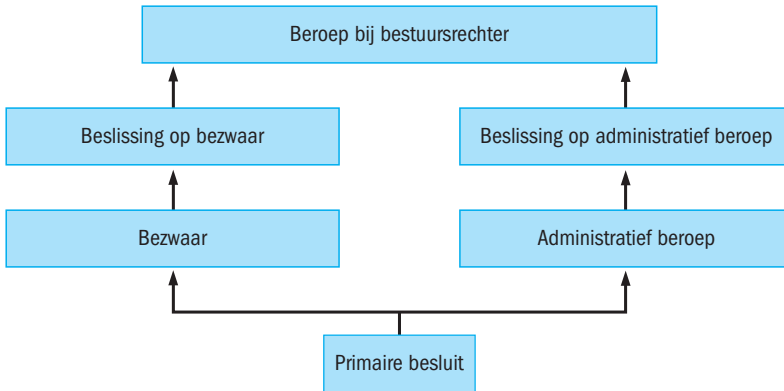 Beroep bij bestuursrechter
Beslissing op bezwaar
Beslissing op administratief beroep
Bezwaar
Administratief beroep
Primaire besluit